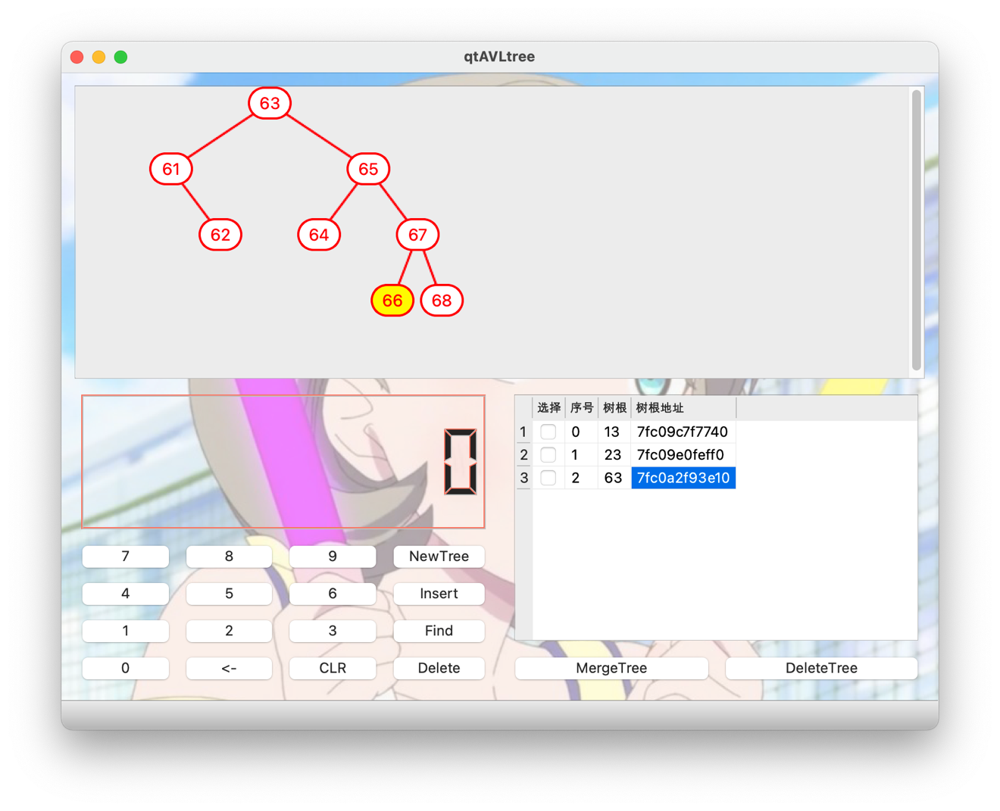 qtAVLtree
63
61 65
62 64 67
66 68
0
选择 序号 树根 树根地址
1 0 13 7fc09c7f7740
2 1 23 7fc09e0feff0
3 2 63 7fc0a2f93e10
7 8 9 NewTree
4 5 6 Insert
1 2 3 Find
0 <- CLR Delete
MergeTree DeleteTree